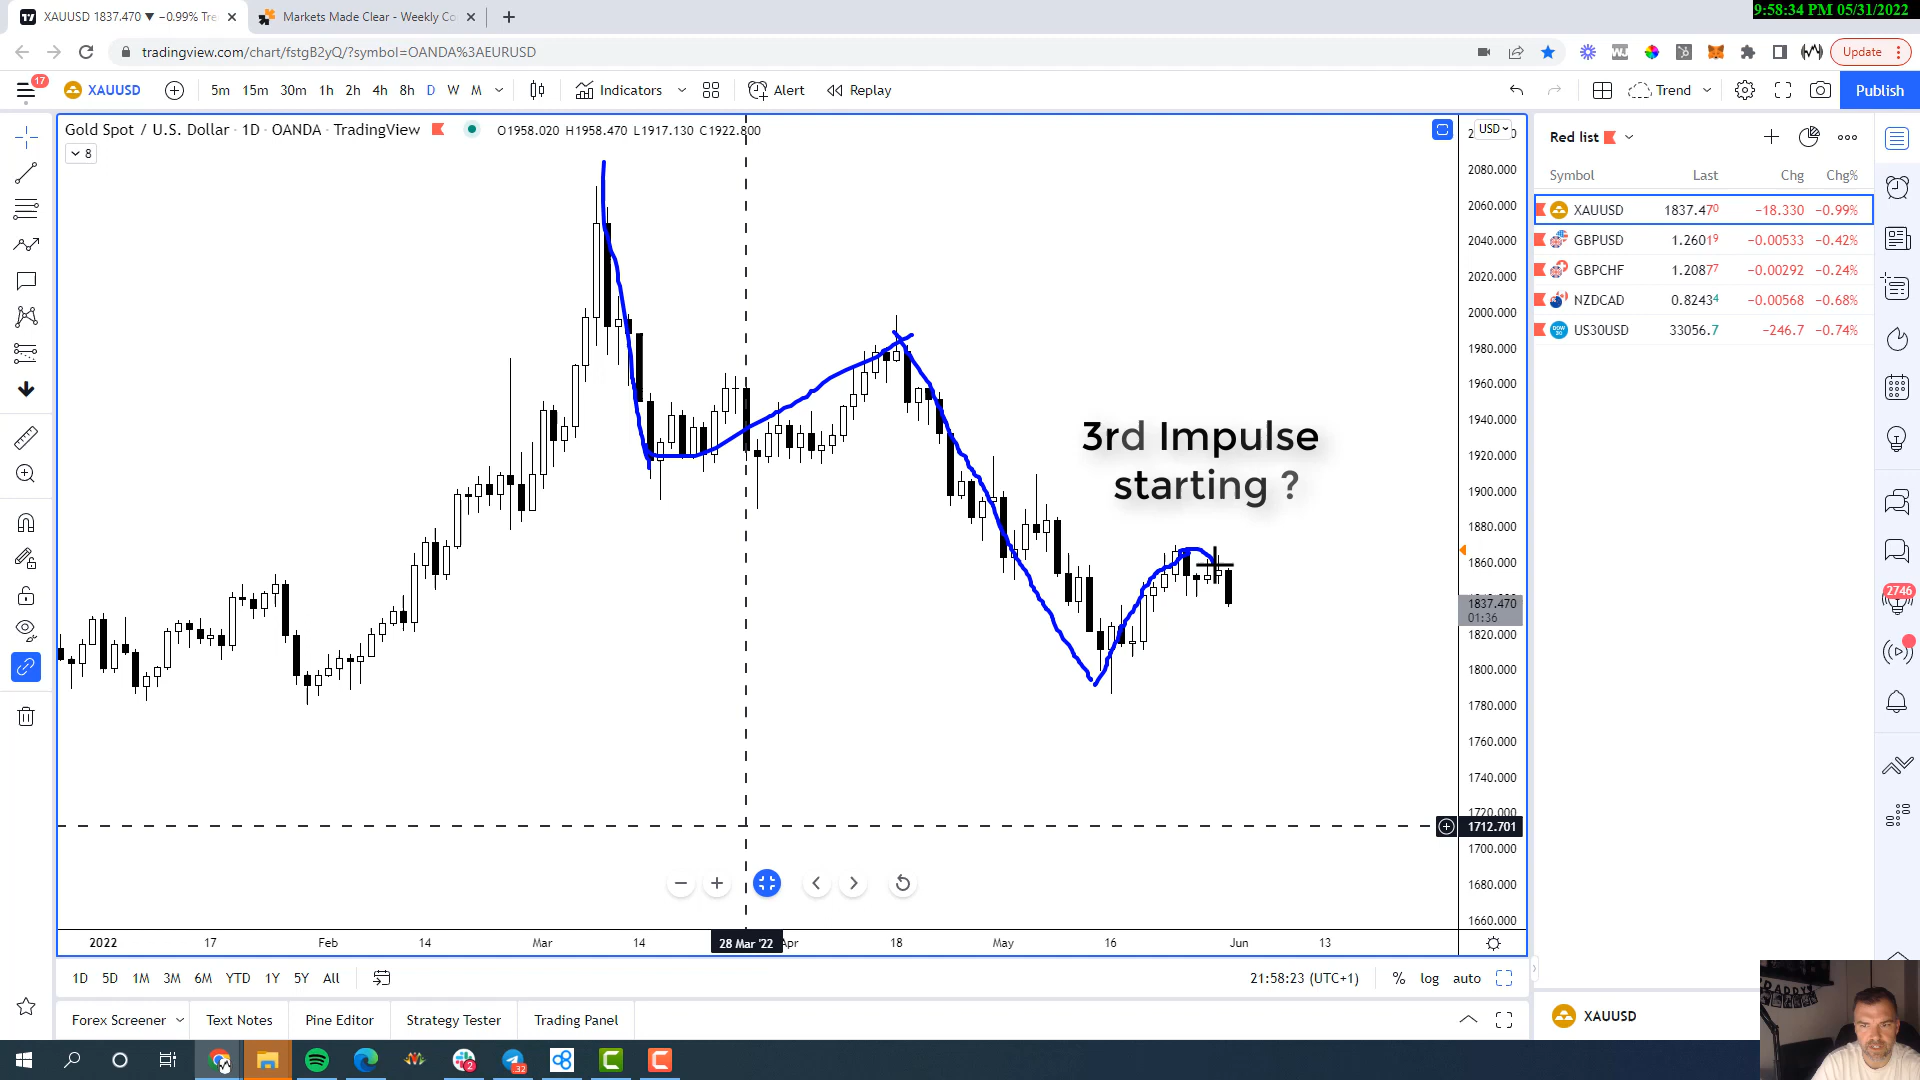 9:58:34 PM 05/31/2022
XAUUSD 1837.470 ▼ −0.99% Tre
Markets Made Clear - Weekly Co
tradingview.com/chart/fstgB2yQ/?symbol=OANDA%3AEURUSD
Update
17
XAUUSD
5m 15m 30m 1h 2h 4h 8h D W M
Indicators
Alert
Replay
Trend
Publish
Gold Spot / U.S. Dollar · 1D · OANDA · TradingView
O1958.020 H1958.470 L1917.130 C1922.800
8
USD
2080.000
2060.000
2040.000
2020.000
2000.000
1980.000
1960.000
1940.000
1920.000
1900.000
1880.000
1860.000
1837.470
01:36
1820.000
1800.000
1780.000
1760.000
1740.000
1720.000
1712.701
1700.000
1680.000
1660.000
3rd Impulse
starting ?
2022 17 Feb 14 Mar 14 28 Mar '22 Apr 18 May 16 Jun 13
1D 5D 1M 3M 6M YTD 1Y 5Y All
21:58:23 (UTC+1)
% log auto
Forex Screener Text Notes Pine Editor Strategy Tester Trading Panel
Red list
Symbol Last Chg Chg%
XAUUSD 1837.470 −18.330 −0.99%
GBPUSD 1.26019 −0.00533 −0.42%
GBPCHF 1.20877 −0.00292 −0.24%
NZDCAD 0.82434 −0.00568 −0.68%
US30USD 33056.7 −246.7 −0.74%
2746
XAUUSD
2
32